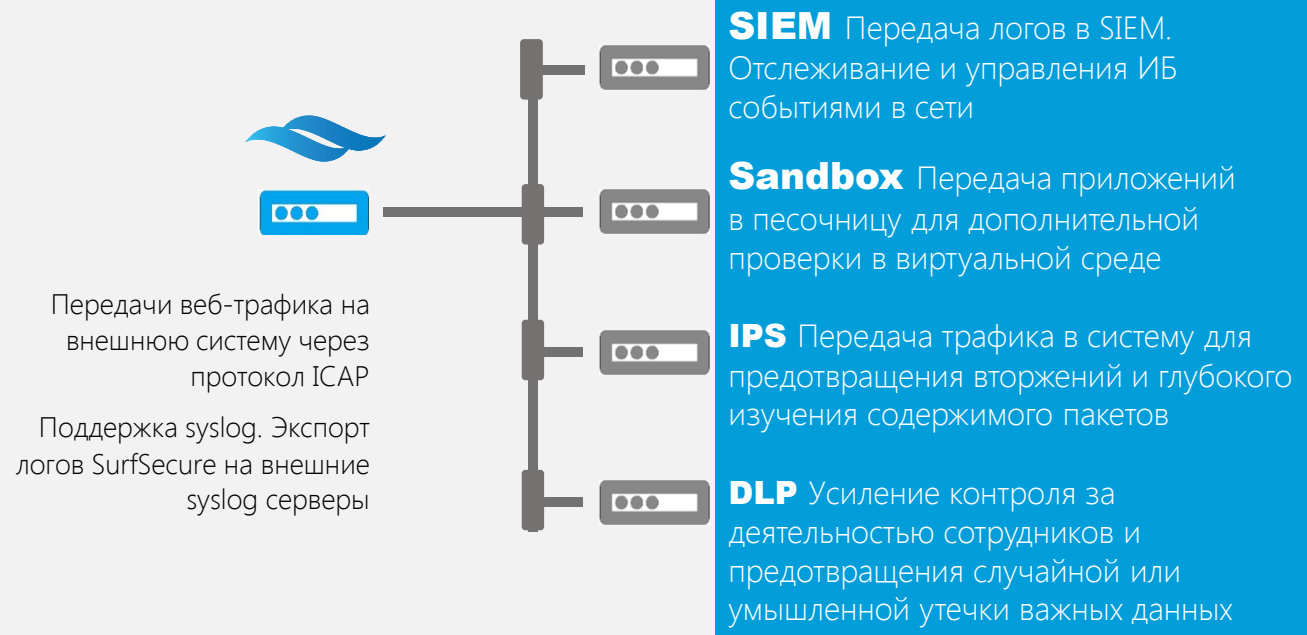 Передачи веб-трафика на
внешнюю систему через
протокол ICAP
Поддержка syslog. Экспорт
логов SurfSecure на внешние
syslog серверы
SIEM Передача логов в SIEM.
Отслеживание и управления ИБ
событиями в сети
Sandbox Передача приложений
в песочницу для дополнительной
проверки в виртуальной среде
IPS Передача трафика в систему для
предотвращения вторжений и глубокого
изучения содержимого пакетов
DLP Усиление контроля за
деятельностью сотрудников и
предотвращения случайной или
умышленной утечки важных данных